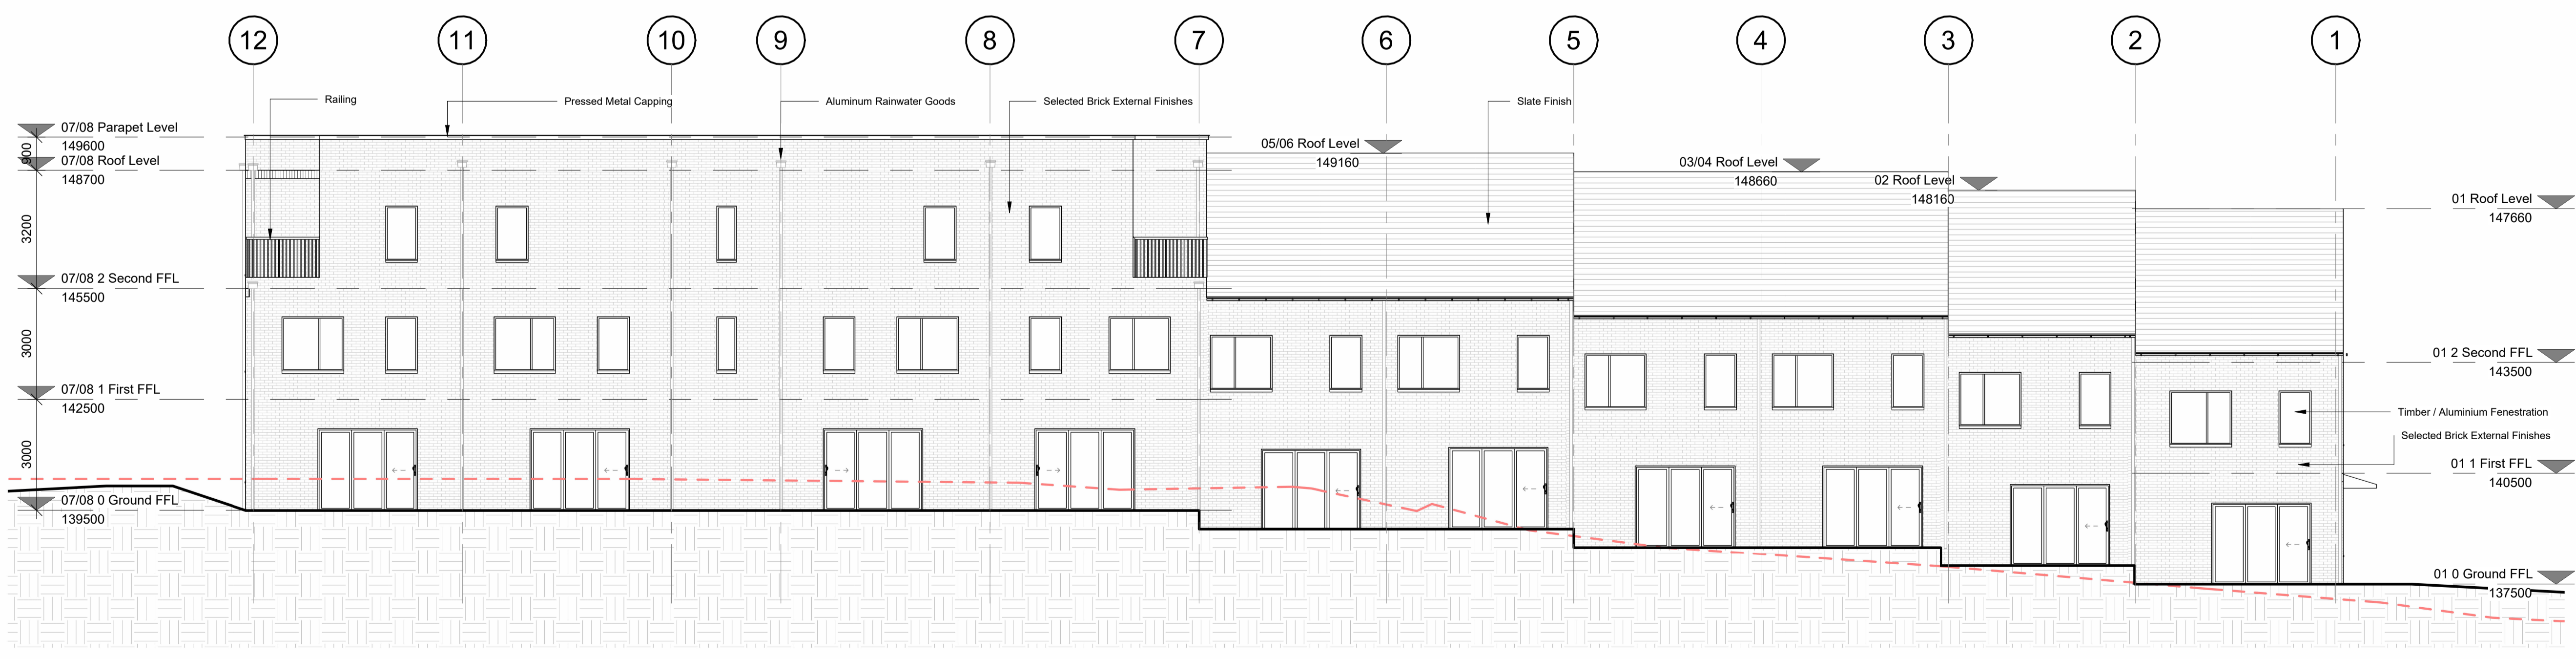 12 11 10 9 8 7 6 5 4 3 2 1
Railing
Pressed Metal Capping
Aluminum Rainwater Goods
Selected Brick External Finishes
Slate Finish
07/08 Parapet Level
149600
900
07/08 Roof Level
148700
3200
07/08 2 Second FFL
145500
3000
07/08 1 First FFL
142500
3000
07/08 0 Ground FFL
139500
05/06 Roof Level
149160
03/04 Roof Level
148660
02 Roof Level
148160
01 Roof Level
147660
01 2 Second FFL
143500
Timber / Aluminium Fenestration
Selected Brick External Finishes
01 1 First FFL
140500
01 0 Ground FFL
137500